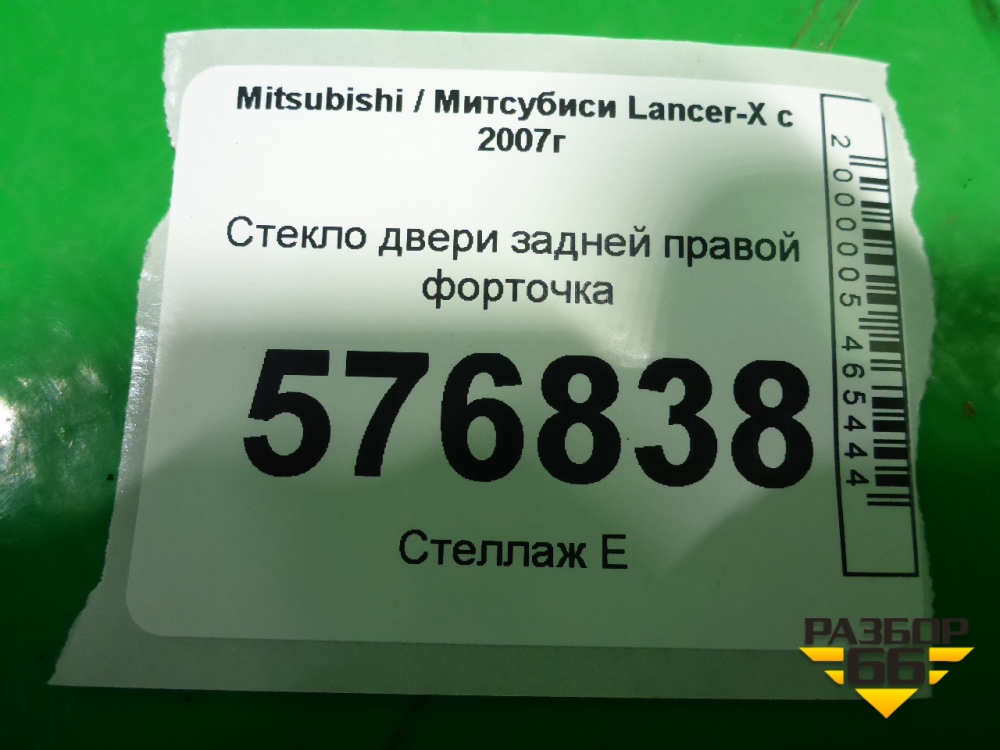 Mitsubishi / Митсубиси Lancer-X с
2007г
Стекло двери задней правой
форточка
576838
Стеллаж Е
2000005465444
РАЗБОР
66